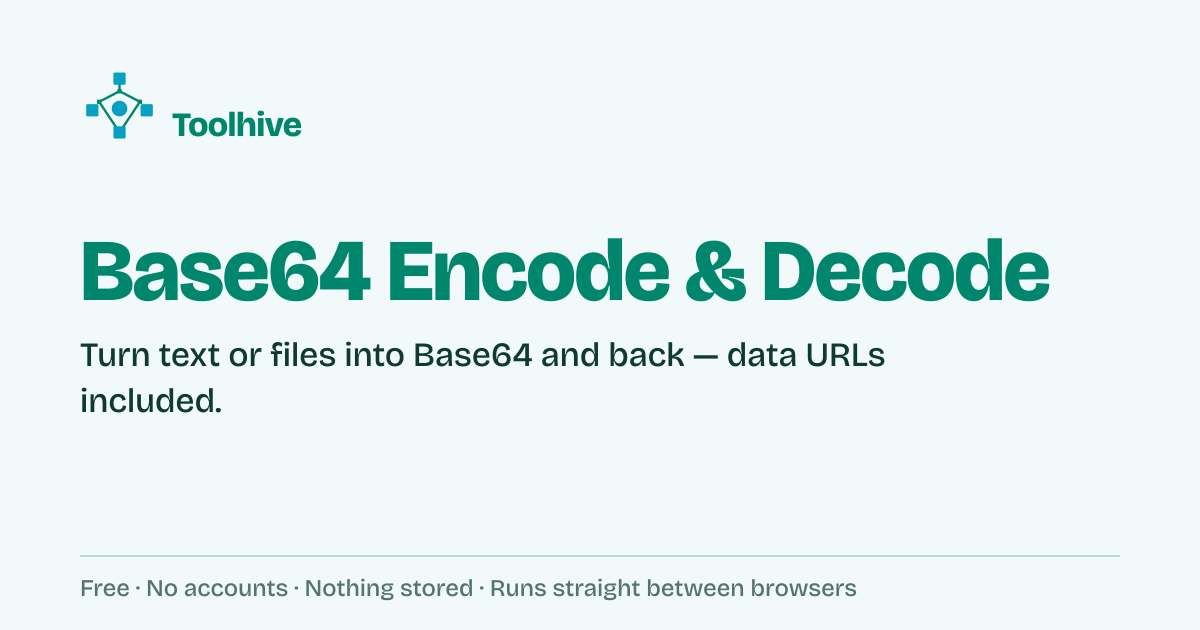 Toolhive
Base64 Encode & Decode
Turn text or files into Base64 and back — data URLs
included.
Free · No accounts · Nothing stored · Runs straight between browsers